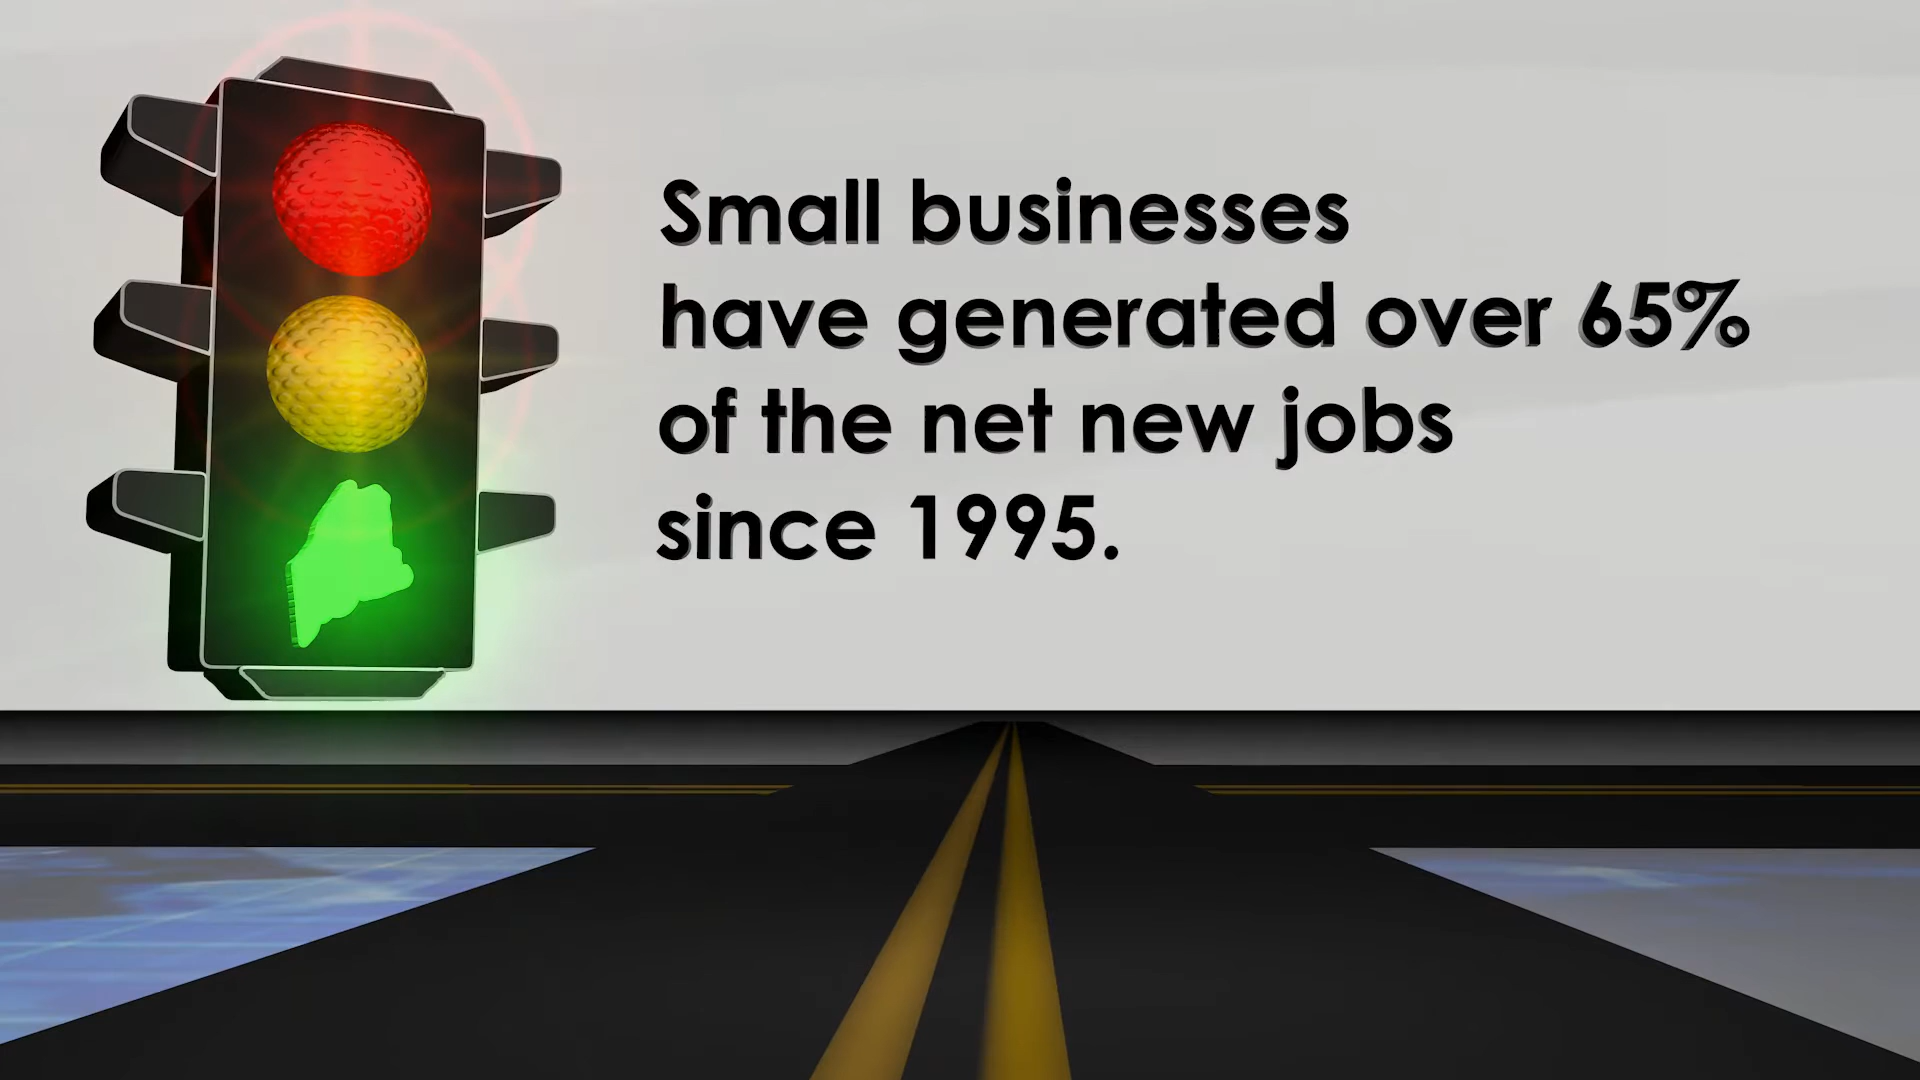 Small businesses
have generated over 65%
of the net new jobs
since 1995.